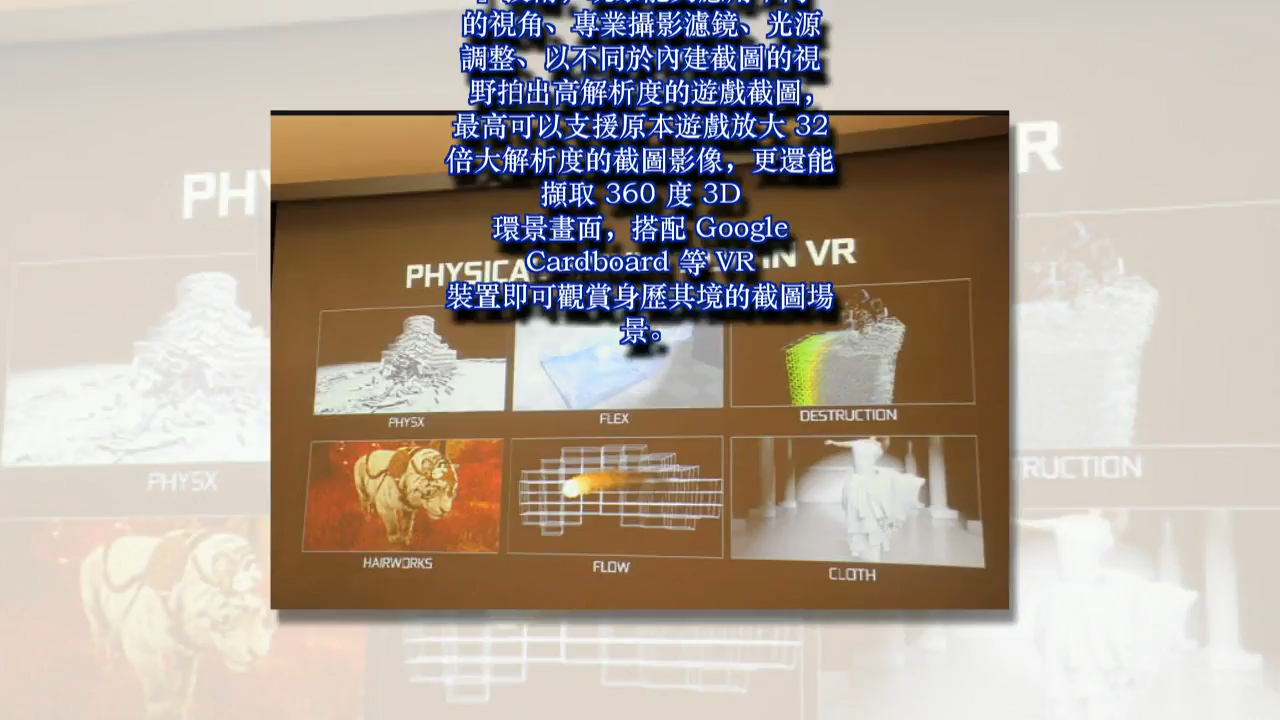 的視角、專業攝影濾鏡、光源
調整、以不同於內建截圖的視
野拍出高解析度的遊戲截圖，
最高可以支援原本遊戲放大 32
倍大解析度的截圖影像，更還能
擷取 360 度 3D
環景畫面，搭配 Google
Cardboard 等 VR
裝置即可觀賞身歷其境的截圖場
景。
IN VR
PHYSX
FLEX
DESTRUCTION
HAIRWORKS
FLOW
CLOTH
PHYSX